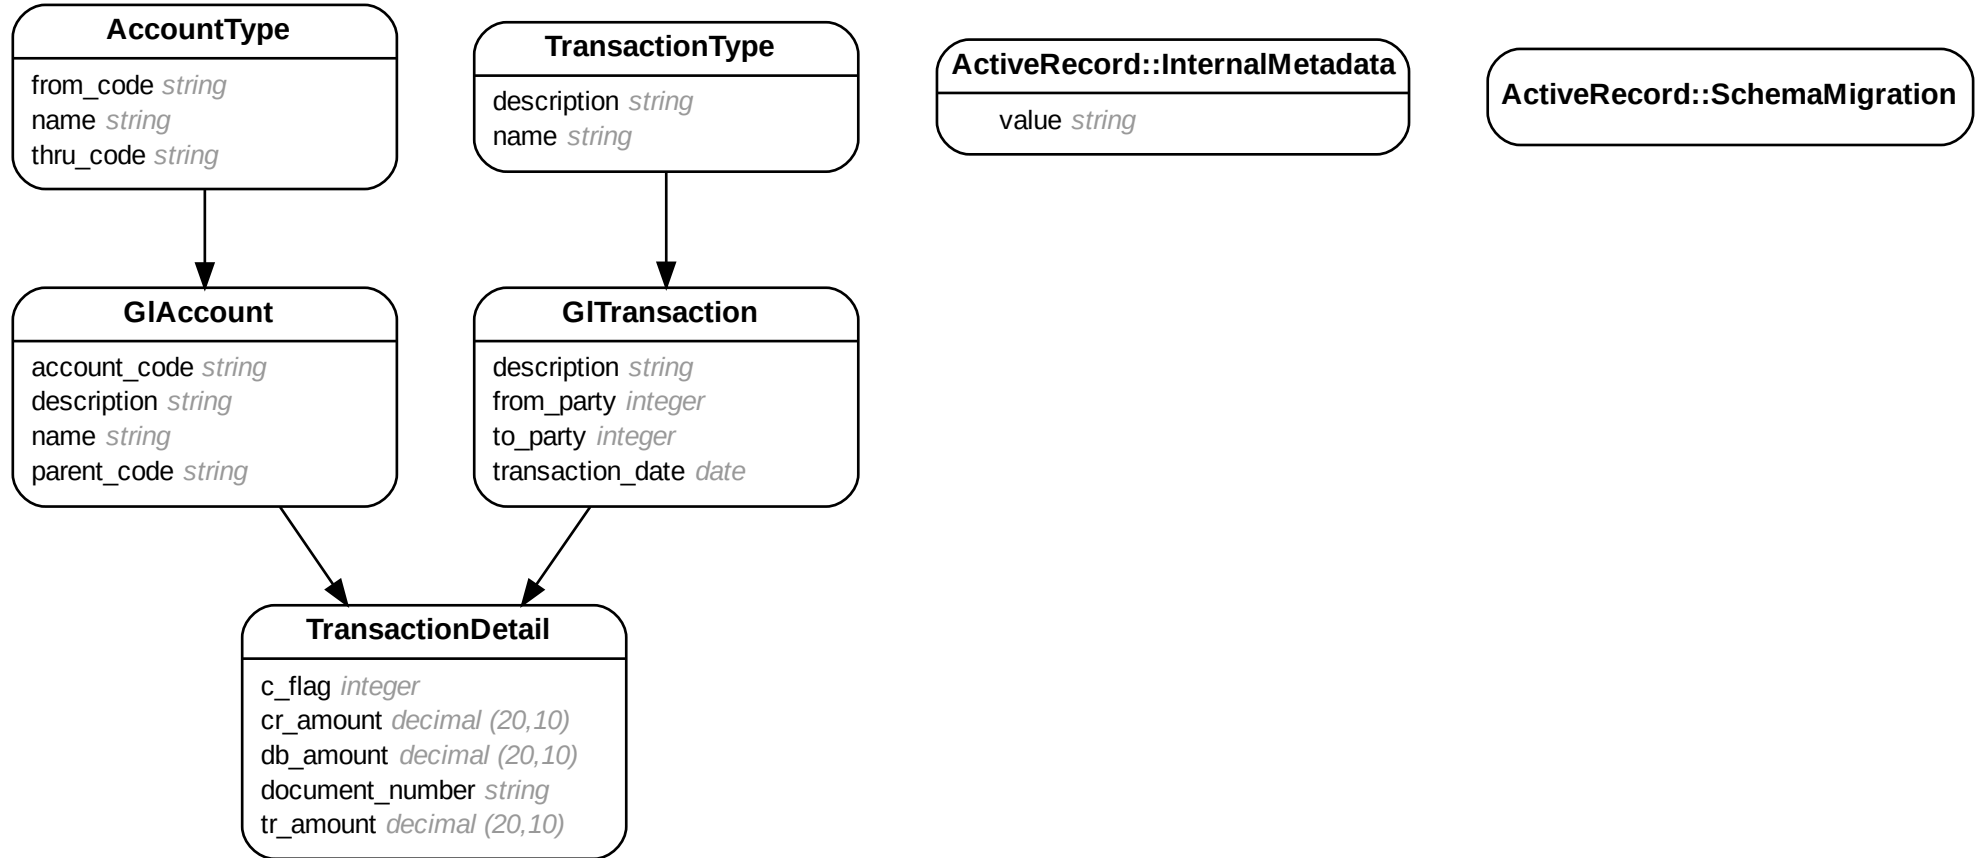 AccountType
from_code string
name string
thru_code string
TransactionType
description string
name string
ActiveRecord::InternalMetadata
value string
ActiveRecord::SchemaMigration
GlAccount
account_code string
description string
name string
parent_code string
GlTransaction
description string
from_party integer
to_party integer
transaction_date date
TransactionDetail
c_flag integer
cr_amount decimal (20,10)
db_amount decimal (20,10)
document_number string
tr_amount decimal (20,10)